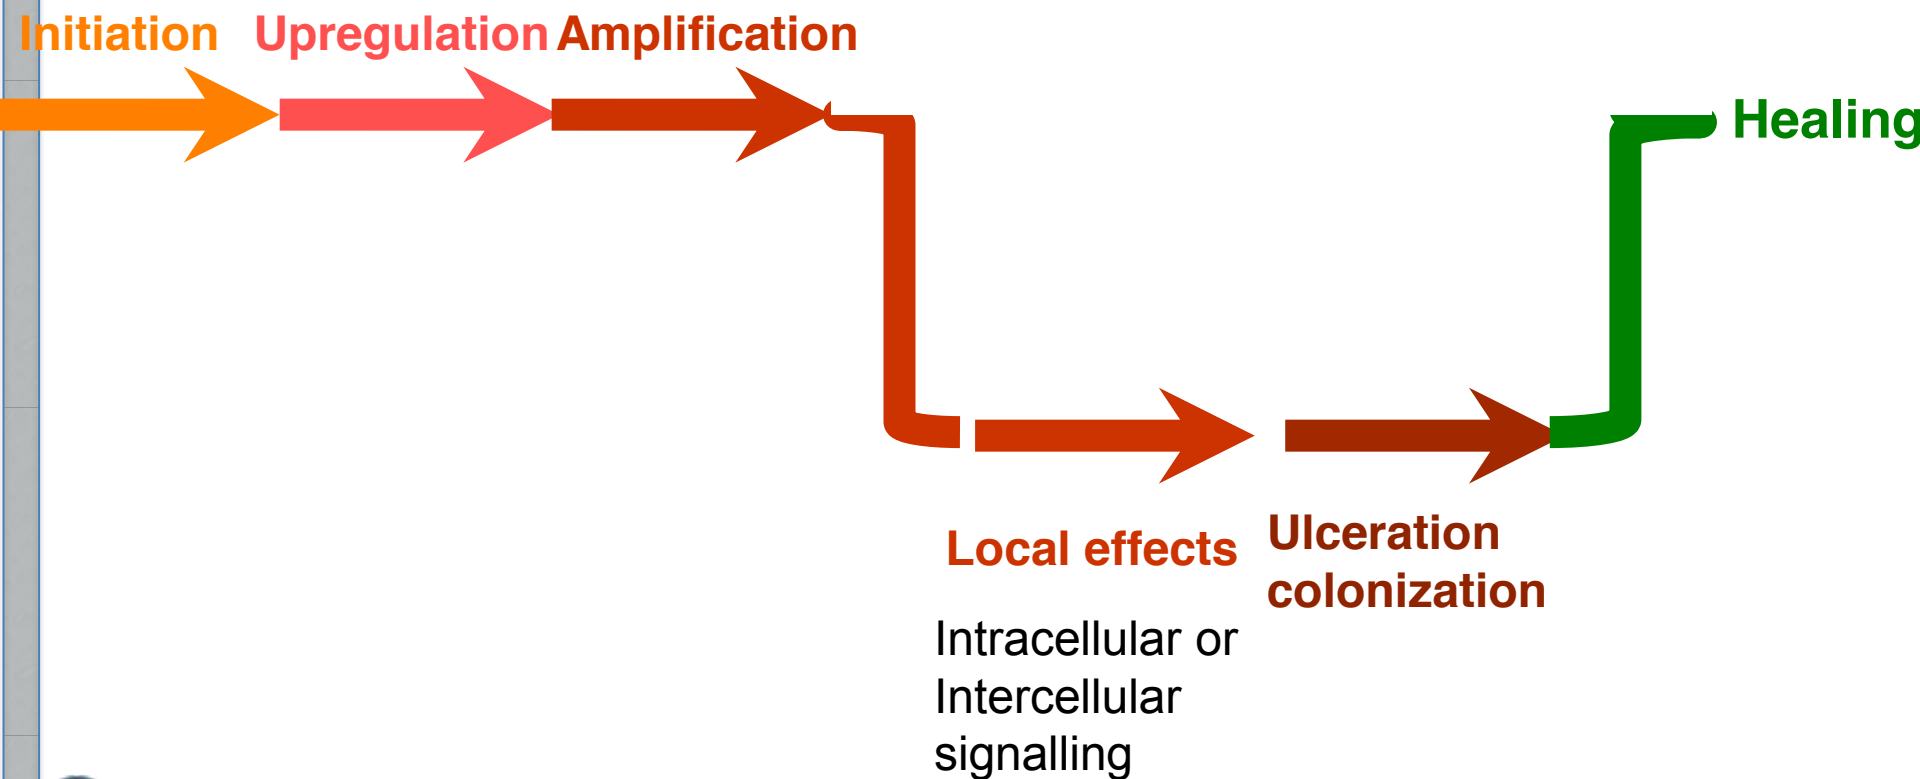 Initiation Upregulation Amplification
Healing
Local effects
Ulceration
colonization
Intracellular or
Intercellular
signalling